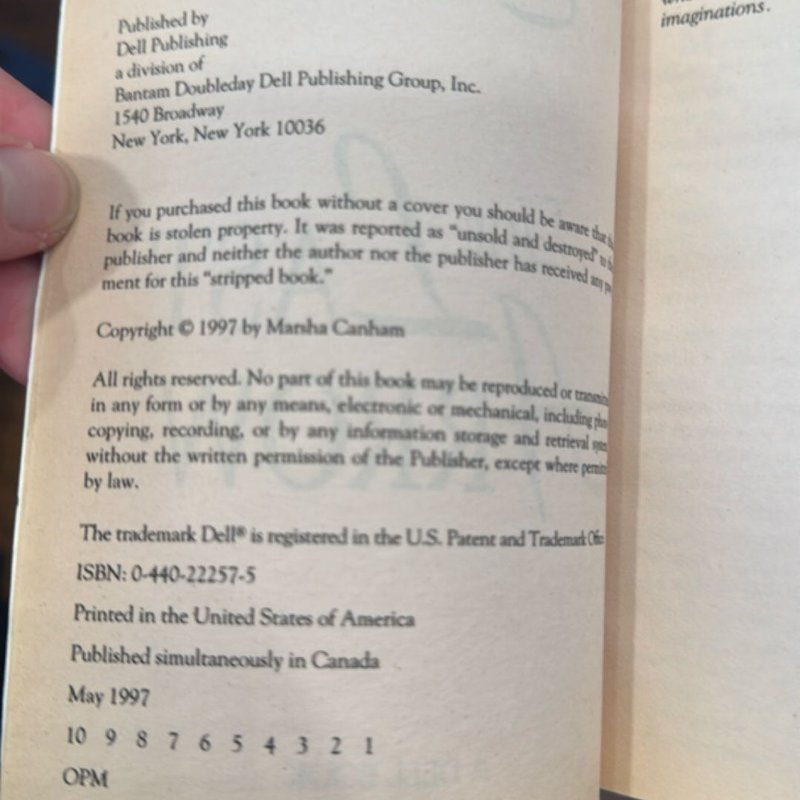 Published by
Dell Publishing
a division of
Bantam Doubleday Dell Publishing Group, Inc.
1540 Broadway
New York, New York 10036
If you purchased this book without a cover you should be aware that
book is stolen property. It was reported as "unsold and destroyed" to
publisher and neither the author nor the publisher has received any
ment for this "stripped book."
Copyright © 1997 by Marsha Canham
All rights reserved. No part of this book may be reproduced or
in any form or by any means, electronic or mechanical, including
copying, recording, or by any information storage and retrieval
without the written permission of the Publisher, except where
by law.
The trademark Dell® is registered in the U.S. Patent and Trademark Office
ISBN: 0-440-22257-5
Printed in the United States of America
Published simultaneously in Canada
May 1997
10 9 8 7 6 5 4 3 2 1
OPM
imaginations.